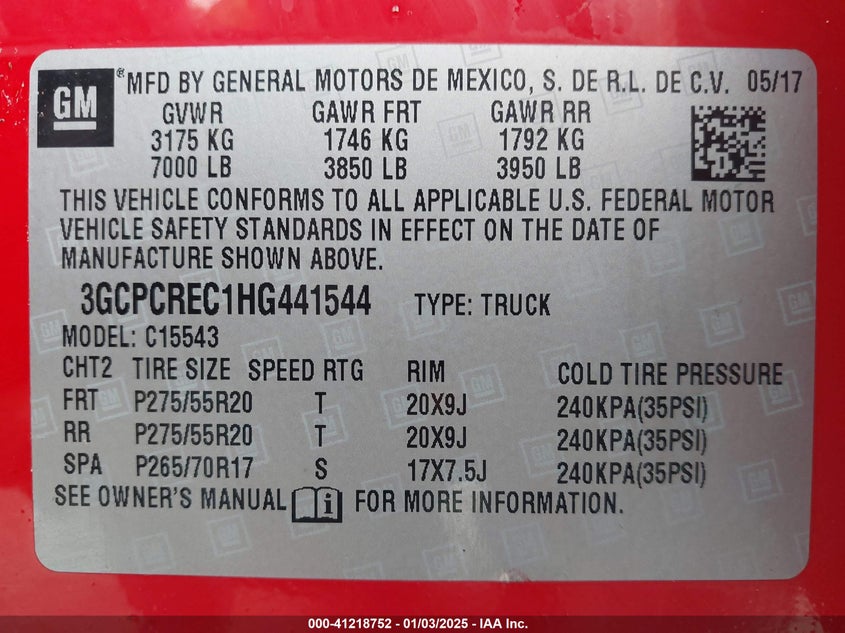 GM ® MFD BY GENERAL MOTORS DE MEXICO, S. DE R.L. DE C.V. 05/17
GVWR GAWR FRT GAWR RR
3175 KG 1746 KG 1792 KG
7000 LB 3850 LB 3950 LB
THIS VEHICLE CONFORMS TO ALL APPLICABLE U.S. FEDERAL MOTOR
VEHICLE SAFETY STANDARDS IN EFFECT ON THE DATE OF
MANUFACTURE SHOWN ABOVE.
3GCPCREC1HG441544 TYPE: TRUCK
MODEL: C15543
CHT2 TIRE SIZE SPEED RTG RIM COLD TIRE PRESSURE
FRT P275/55R20 T 20X9J 240KPA(35PSI)
RR P275/55R20 T 20X9J 240KPA(35PSI)
SPA P265/70R17 S 17X7.5J 240KPA(35PSI)
SEE OWNER'S MANUAL i FOR MORE INFORMATION.
000-41218752 - 01/03/2025 - IAA Inc.